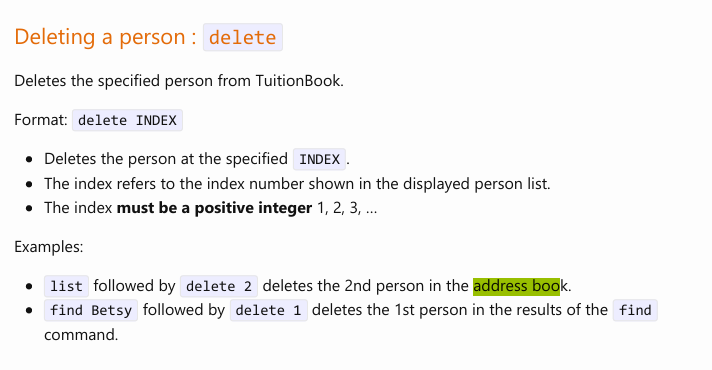 Deleting a person : delete
Deletes the specified person from TuitionBook.
Format: delete INDEX
• Deletes the person at the specified INDEX.
• The index refers to the index number shown in the displayed person list.
• The index must be a positive integer 1, 2, 3, …
Examples:
• list followed by delete 2 deletes the 2nd person in the address book.
• find Betsy followed by delete 1 deletes the 1st person in the results of the find
command.